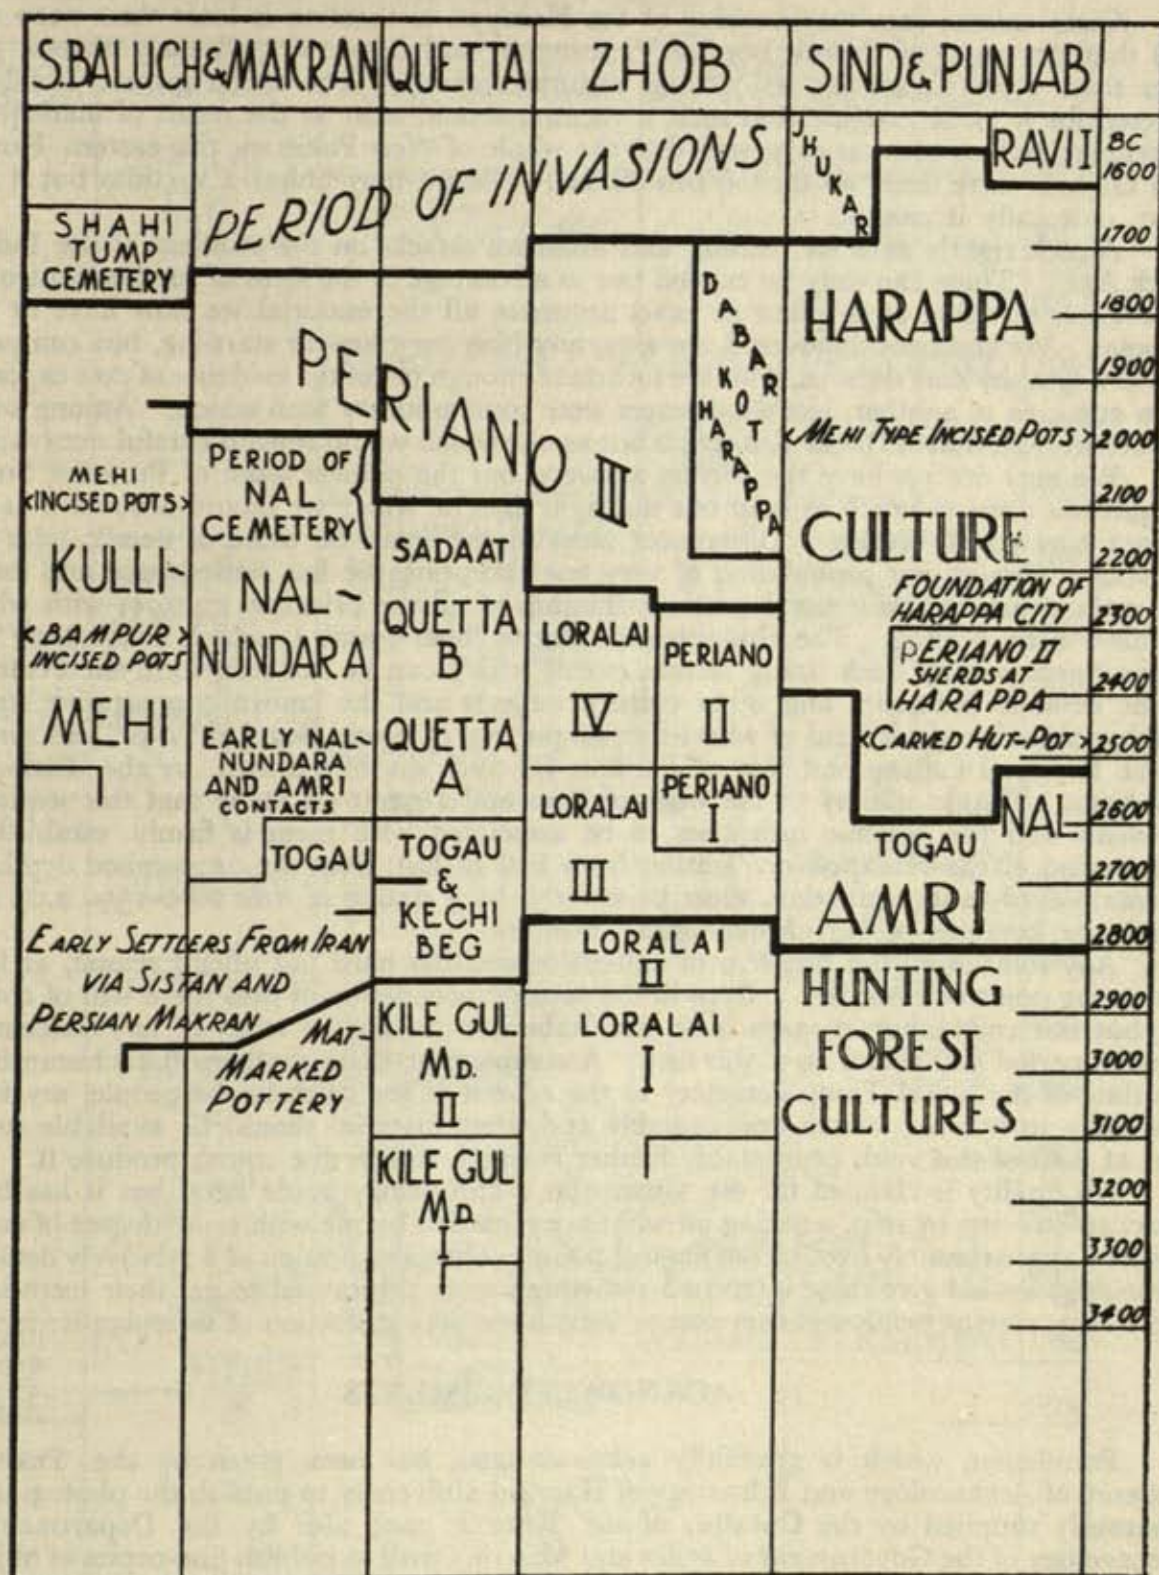 S.BALUCH & MAKRAN
QUETTA
ZHOB
SIND & PUNJAB
PERIOD OF INVASIONS
JHUKAR
RAVI I
BC
1600
1700
1800
1900
2000
2100
2200
2300
2400
2500
2600
2700
2800
2900
3000
3100
3200
3300
3400
SHAHI
TUMP
CEMETERY
PERIANO III
MEHI
<INCISED POTS>
KULLI-
<BAMPUR>
INCISED POTS
MEHI
PERIOD OF
NAL
CEMETERY
NAL-
NUNDARA
EARLY NAL-
NUNDARA
AND AMRI
CONTACTS
TOGAU
EARLY SETTLERS FROM IRAN
VIA SISTAN AND
PERSIAN MAKRAN
MAT-
MARKED
POTTERY
SADAAT
QUETTA
B
QUETTA
A
TOGAU
&
KECHI
BEG
KILE GUL
MD.
II
KILE GUL
MD.
I
DABAR KOT HARAPPA
LORALAI
IV
PERIANO
II
LORALAI
III
PERIANO
I
LORALAI
II
LORALAI
I
HARAPPA
<MEHI TYPE INCISED POTS>
CULTURE
FOUNDATION OF
HARAPPA CITY
PERIANO II
SHERDS AT
HARAPPA
<CARVED HUT-POT>
NAL
TOGAU
AMRI
HUNTING
FOREST
CULTURES